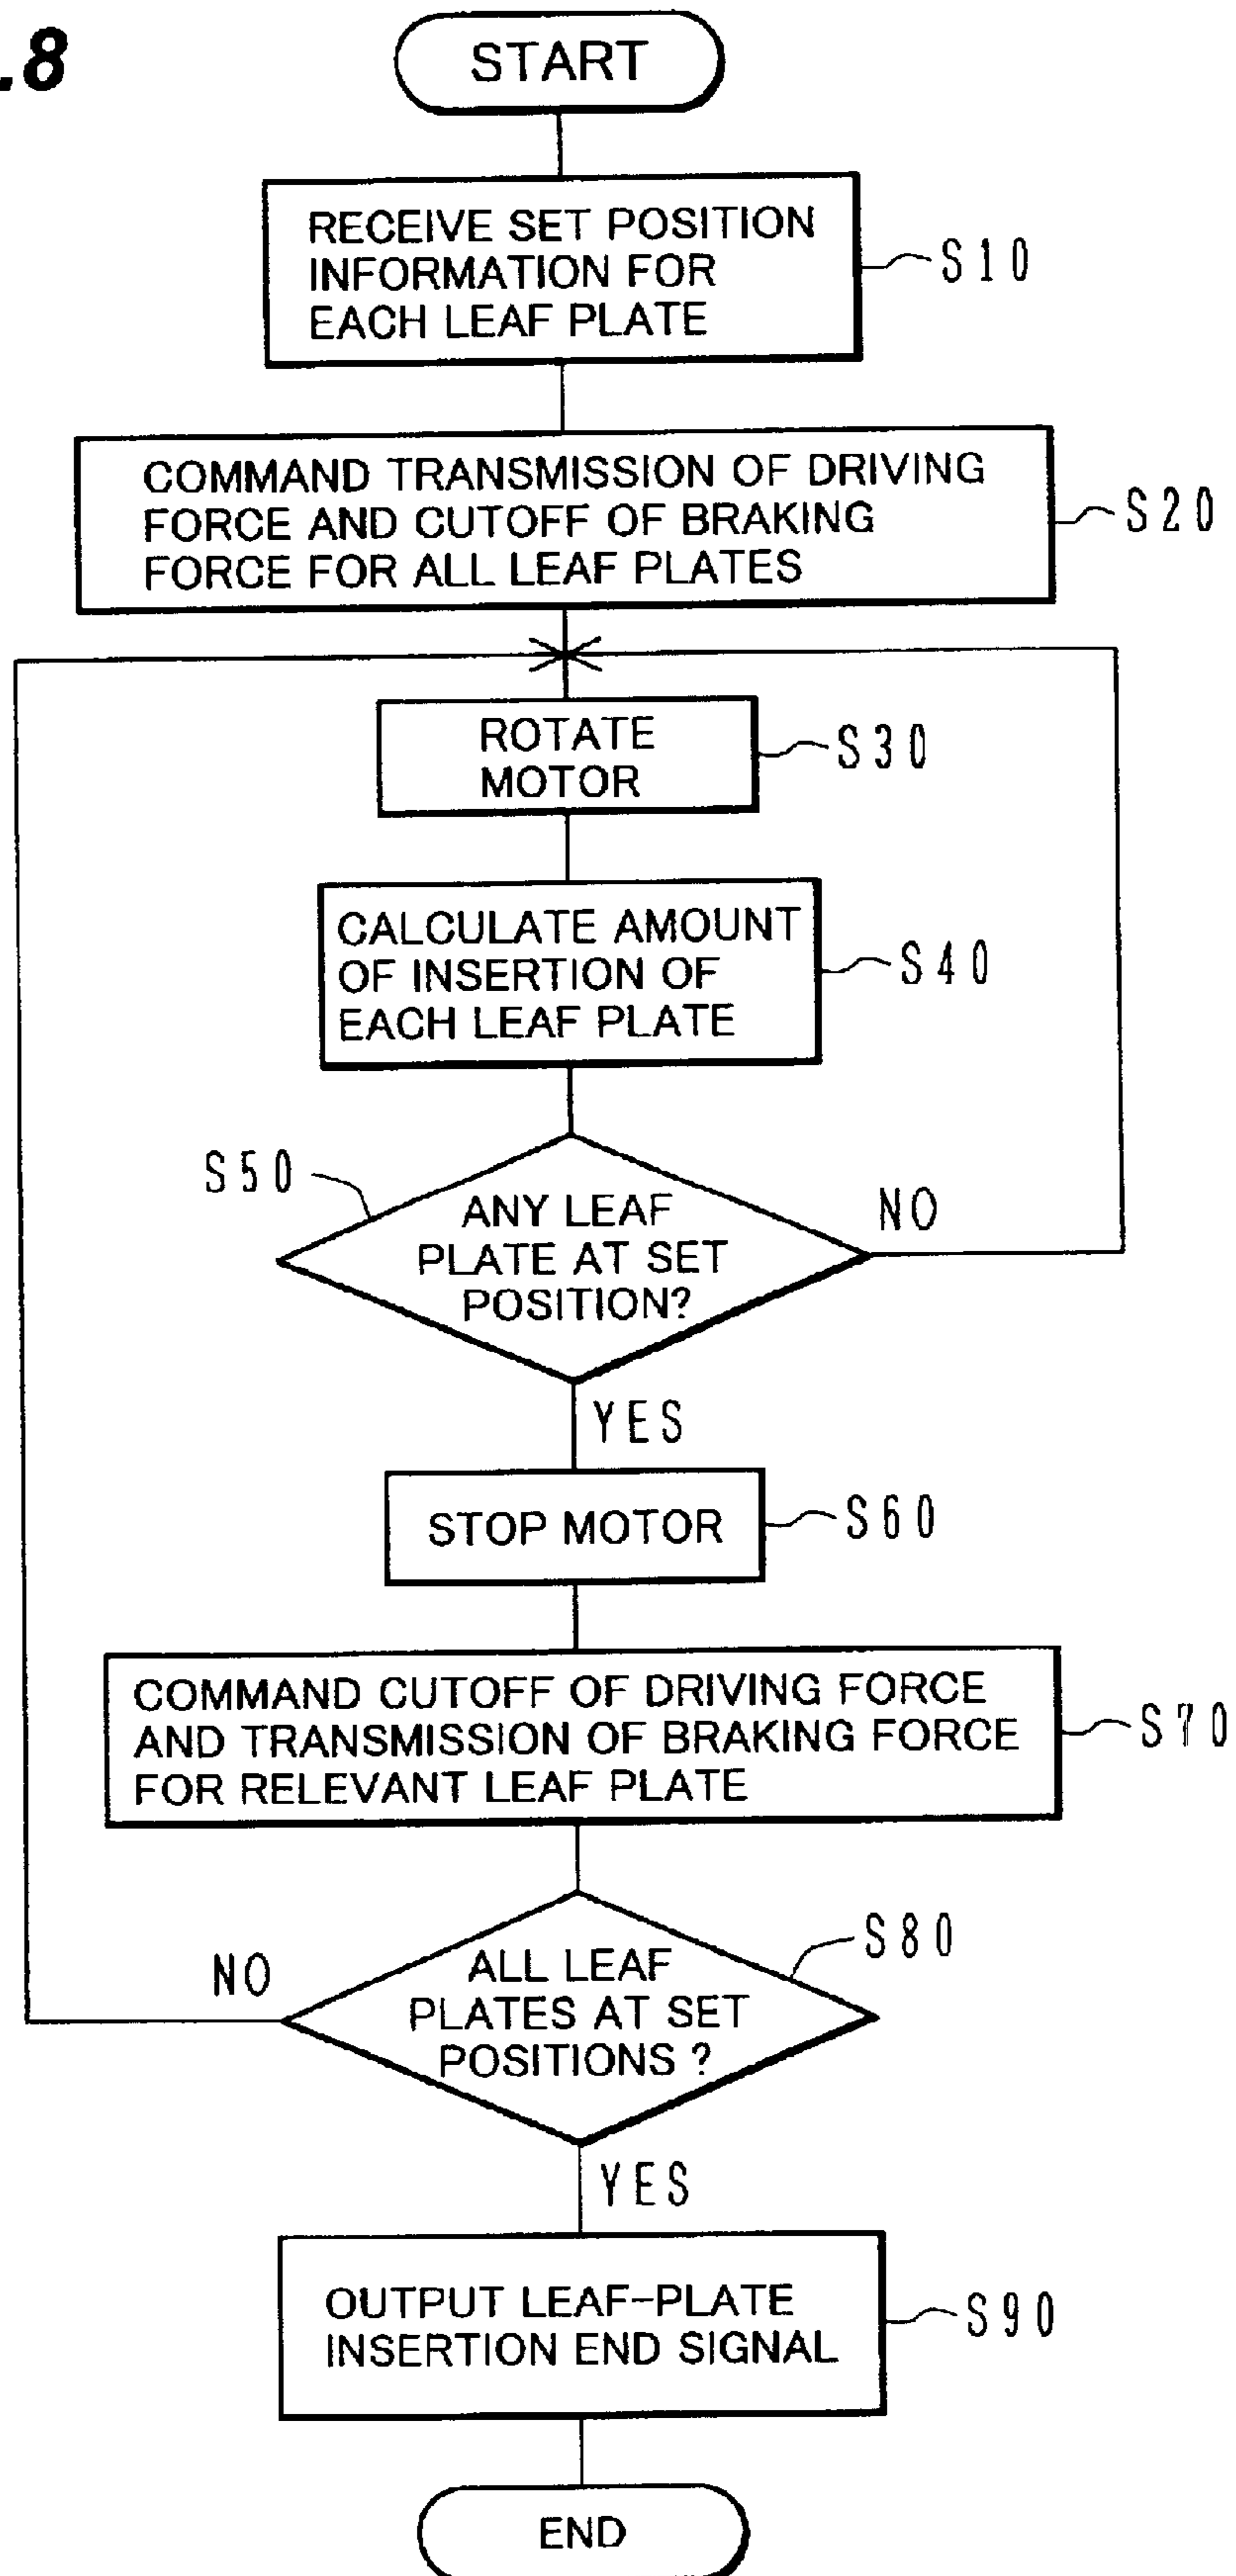 .8
START
RECEIVE SET POSITION
INFORMATION FOR
EACH LEAF PLATE
S10
COMMAND TRANSMISSION OF DRIVING
FORCE AND CUTOFF OF BRAKING
FORCE FOR ALL LEAF PLATES
S20
ROTATE
MOTOR
S30
CALCULATE AMOUNT
OF INSERTION OF
EACH LEAF PLATE
S40
S50
ANY LEAF
PLATE AT SET
POSITION?
NO
YES
STOP MOTOR
S60
COMMAND CUTOFF OF DRIVING FORCE
AND TRANSMISSION OF BRAKING FORCE
FOR RELEVANT LEAF PLATE
S70
S80
NO
ALL LEAF
PLATES AT SET
POSITIONS ?
YES
OUTPUT LEAF-PLATE
INSERTION END SIGNAL
S90
END